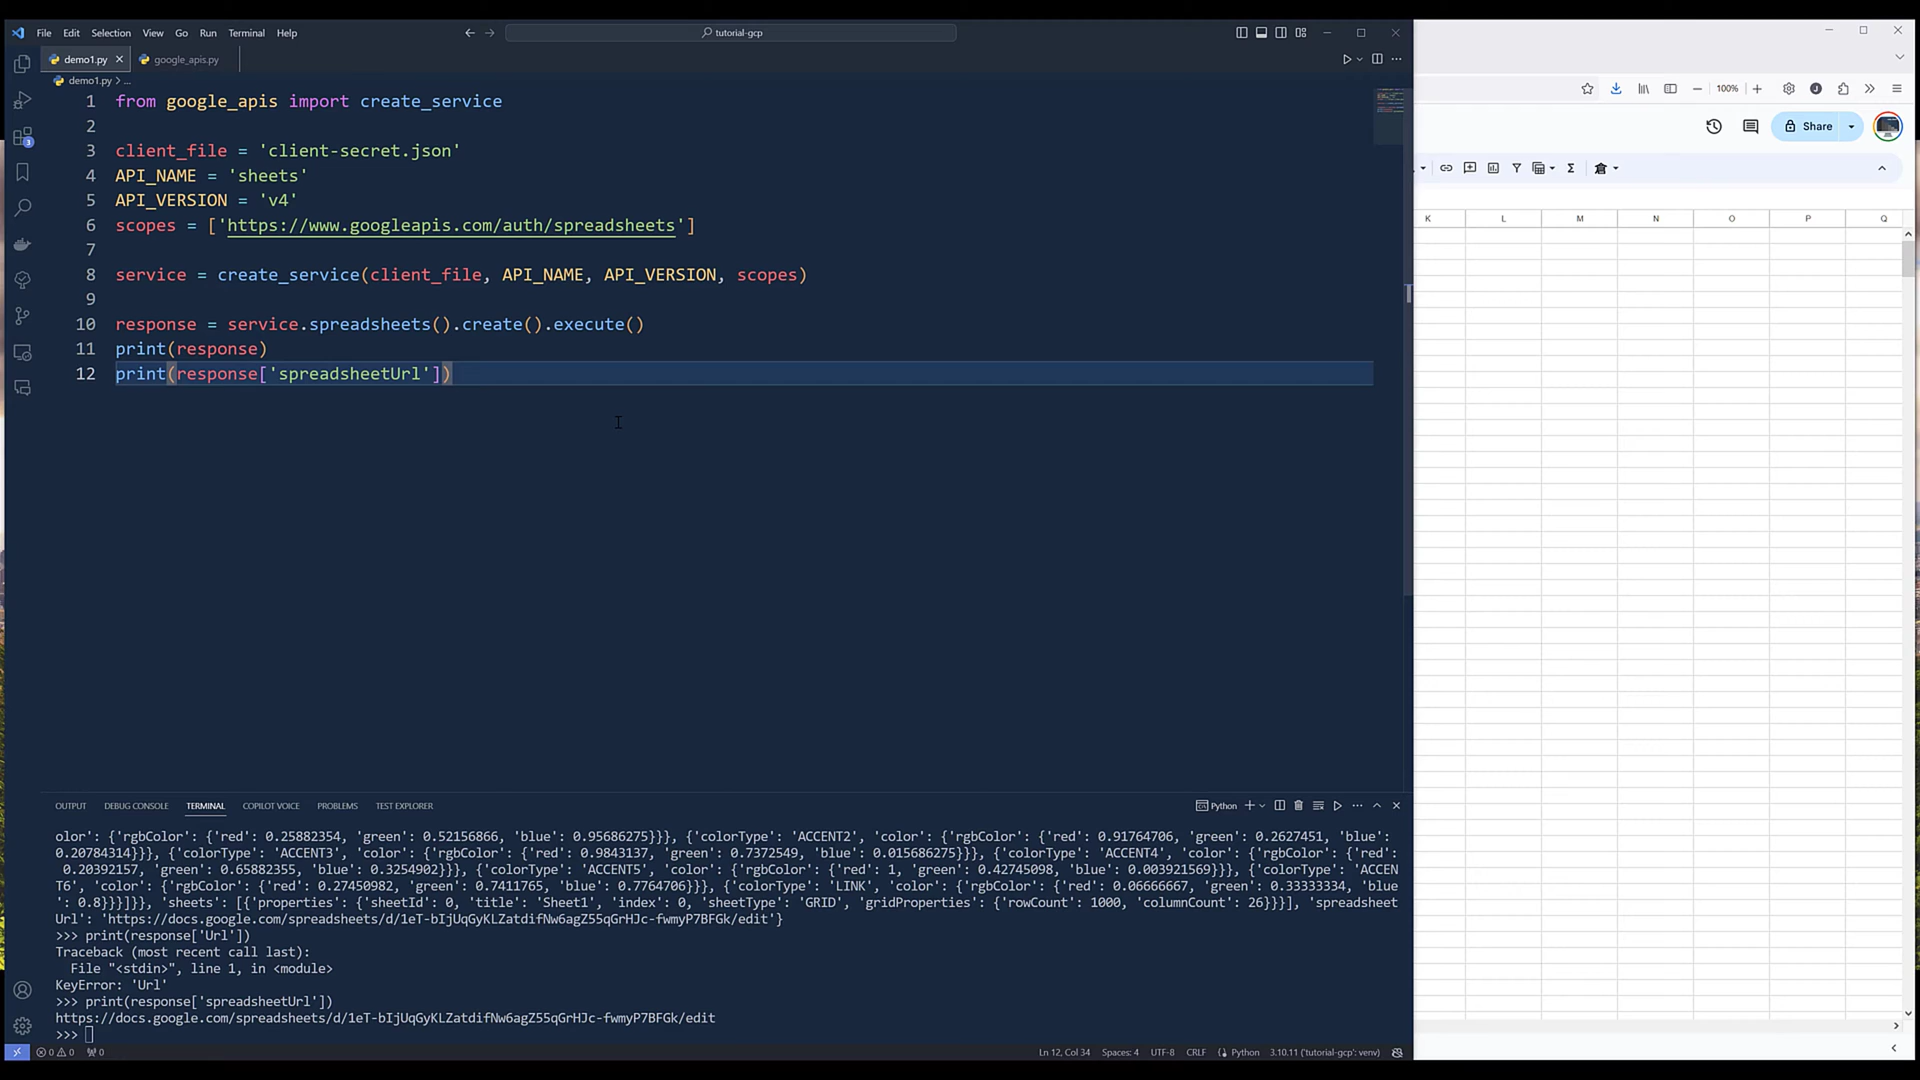 File Edit Selection View Go Run Terminal Help
tutorial-gcp
demo1.py google_apis.py
demo1.py > ...
1 from google_apis import create_service
2
3 client_file = 'client-secret.json'
4 API_NAME = 'sheets'
5 API_VERSION = 'v4'
6 scopes = ['https://www.googleapis.com/auth/spreadsheets']
7
8 service = create_service(client_file, API_NAME, API_VERSION, scopes)
9
10 response = service.spreadsheets().create().execute()
11 print(response)
12 print(response['spreadsheetUrl'])
OUTPUT DEBUG CONSOLE TERMINAL COPILOT VOICE PROBLEMS TEST EXPLORER
Python
olor': {'rgbColor': {'red': 0.25882354, 'green': 0.52156866, 'blue': 0.95686275}}}, {'colorType': 'ACCENT2', 'color': {'rgbColor': {'red': 0.91764706, 'green': 0.2627451, 'blue':
0.20784314}}}, {'colorType': 'ACCENT3', 'color': {'rgbColor': {'red': 0.9843137, 'green': 0.7372549, 'blue': 0.015686275}}}, {'colorType': 'ACCENT4', 'color': {'rgbColor': {'red':
0.20392157, 'green': 0.65882355, 'blue': 0.3254902}}}, {'colorType': 'ACCENT5', 'color': {'rgbColor': {'red': 1, 'green': 0.42745098, 'blue': 0.003921569}}}, {'colorType': 'ACCEN
T6', 'color': {'rgbColor': {'red': 0.27450982, 'green': 0.7411765, 'blue': 0.7764706}}}, {'colorType': 'LINK', 'color': {'rgbColor': {'red': 0.06666667, 'green': 0.33333334, 'blue
': 0.8}}}]}}, 'sheets': [{'properties': {'sheetId': 0, 'title': 'Sheet1', 'index': 0, 'sheetType': 'GRID', 'gridProperties': {'rowCount': 1000, 'columnCount': 26}}}], 'spreadsheet
Url': 'https://docs.google.com/spreadsheets/d/1eT-bIjUqGyKLZatdifNw6agZ55qGrHJc-fwmyP7BFGk/edit'}
>>> print(response['Url'])
Traceback (most recent call last):
File "<stdin>", line 1, in <module>
KeyError: 'Url'
>>> print(response['spreadsheetUrl'])
https://docs.google.com/spreadsheets/d/1eT-bIjUqGyKLZatdifNw6agZ55qGrHJc-fwmyP7BFGk/edit
>>>
0 0 0
Ln 12, Col 34 Spaces: 4 UTF-8 CRLF Python 3.10.11 ('tutorial-gcp': venv)
100%
Share
K L M N O P Q